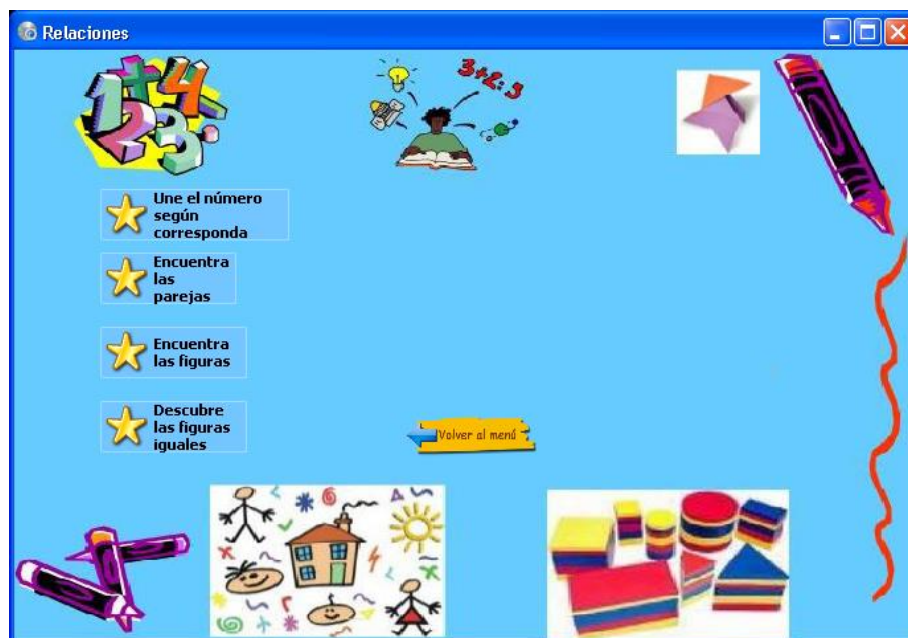 Relaciones
3+2=5
Une el número
según
corresponda
Encuentra
las
parejas
Encuentra
las figuras
Descubre
las figuras
iguales
Volver al menú